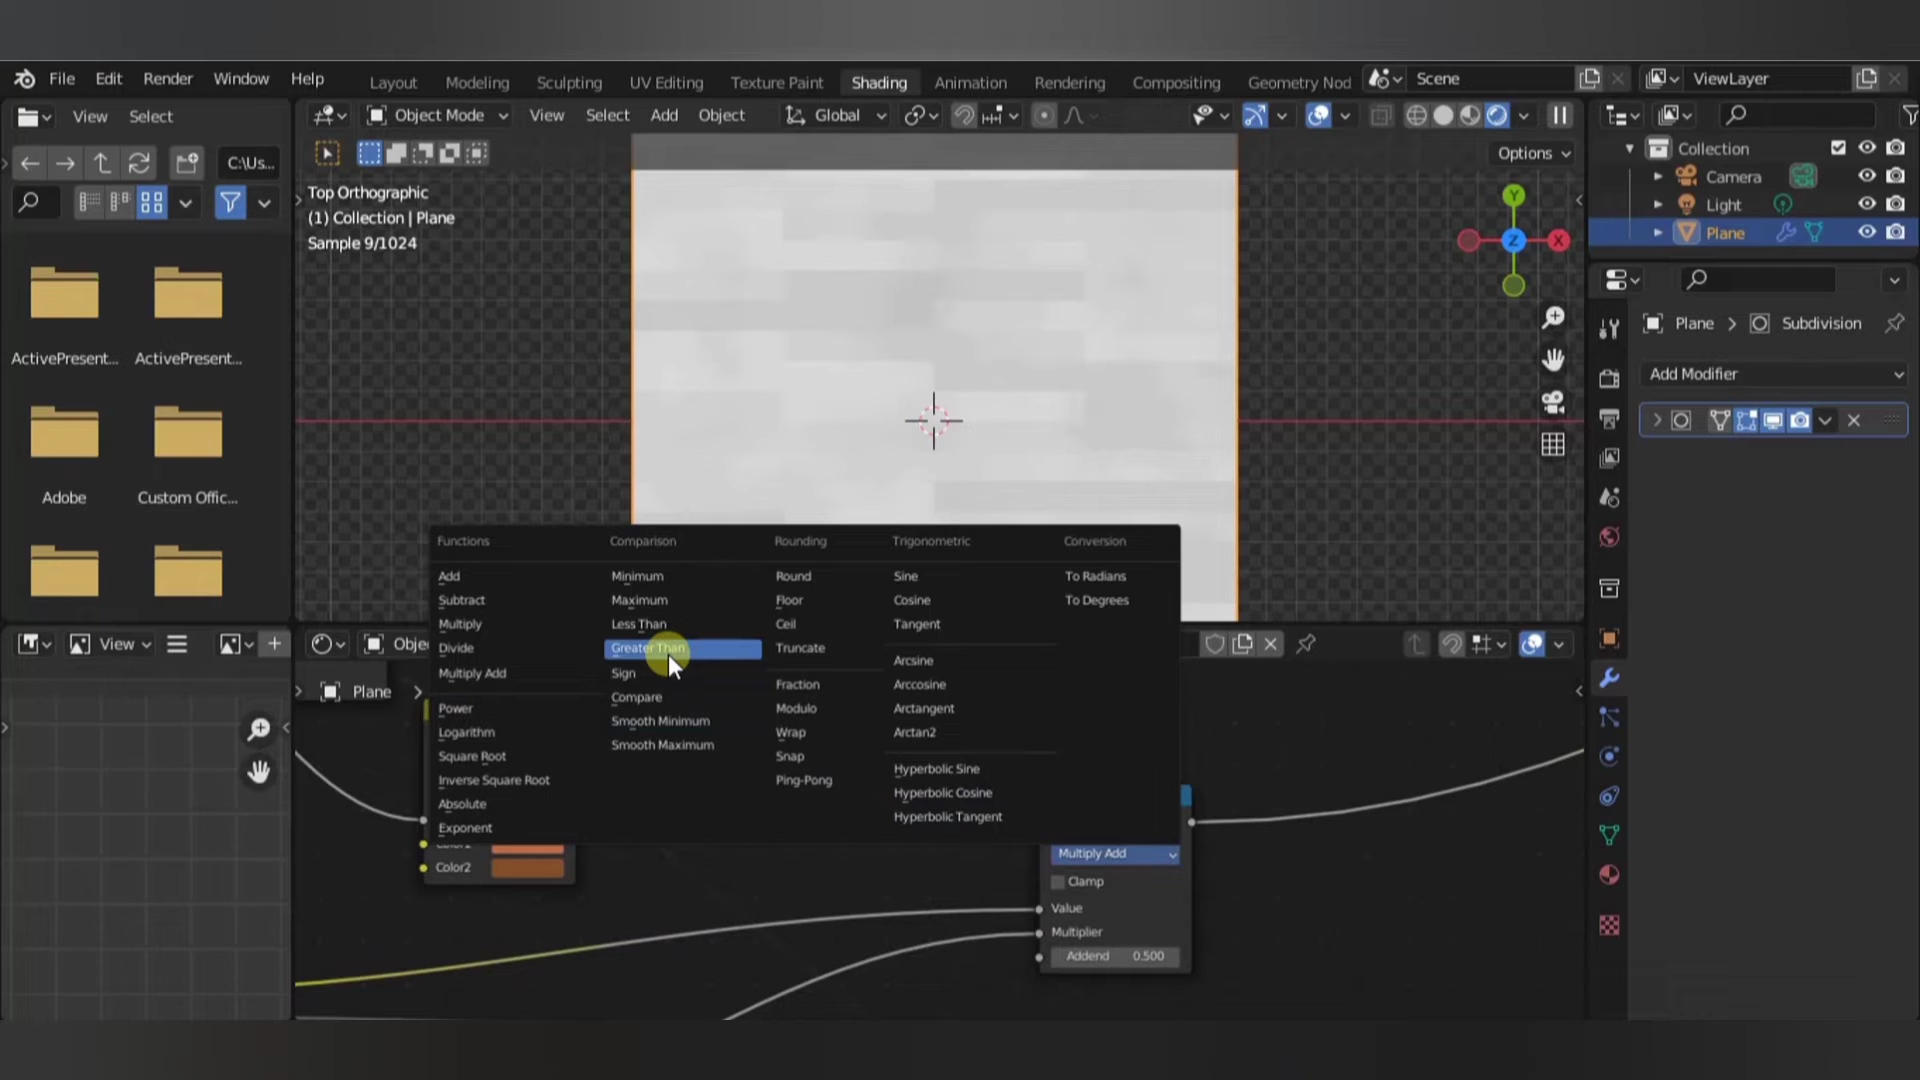 File Edit Render Window Help
Layout Modeling Sculpting UV Editing Texture Paint Shading Animation Rendering Compositing Geometry Nod
Scene
ViewLayer
View Select
Object Mode View Select Add Object Global
C:\Us...
Options
Top Orthographic
(1) Collection | Plane
Sample 9/1024
Y
Z
X
Collection
Camera
Light
Plane
Plane > Subdivision
Add Modifier
ActivePresent...
ActivePresent...
Adobe
Custom Offic...
View
Objec
Plane
Functions
Add
Subtract
Multiply
Divide
Multiply Add
Power
Logarithm
Square Root
Inverse Square Root
Absolute
Exponent
Comparison
Minimum
Maximum
Less Than
Greater Than
Sign
Compare
Smooth Minimum
Smooth Maximum
Rounding
Round
Floor
Ceil
Truncate
Fraction
Modulo
Wrap
Snap
Ping-Pong
Trigonometric
Sine
Cosine
Tangent
Arcsine
Arccosine
Arctangent
Arctan2
Hyperbolic Sine
Hyperbolic Cosine
Hyperbolic Tangent
Conversion
To Radians
To Degrees
Color1
Color2
Multiply Add
Clamp
Value
Multiplier
Addend 0.500